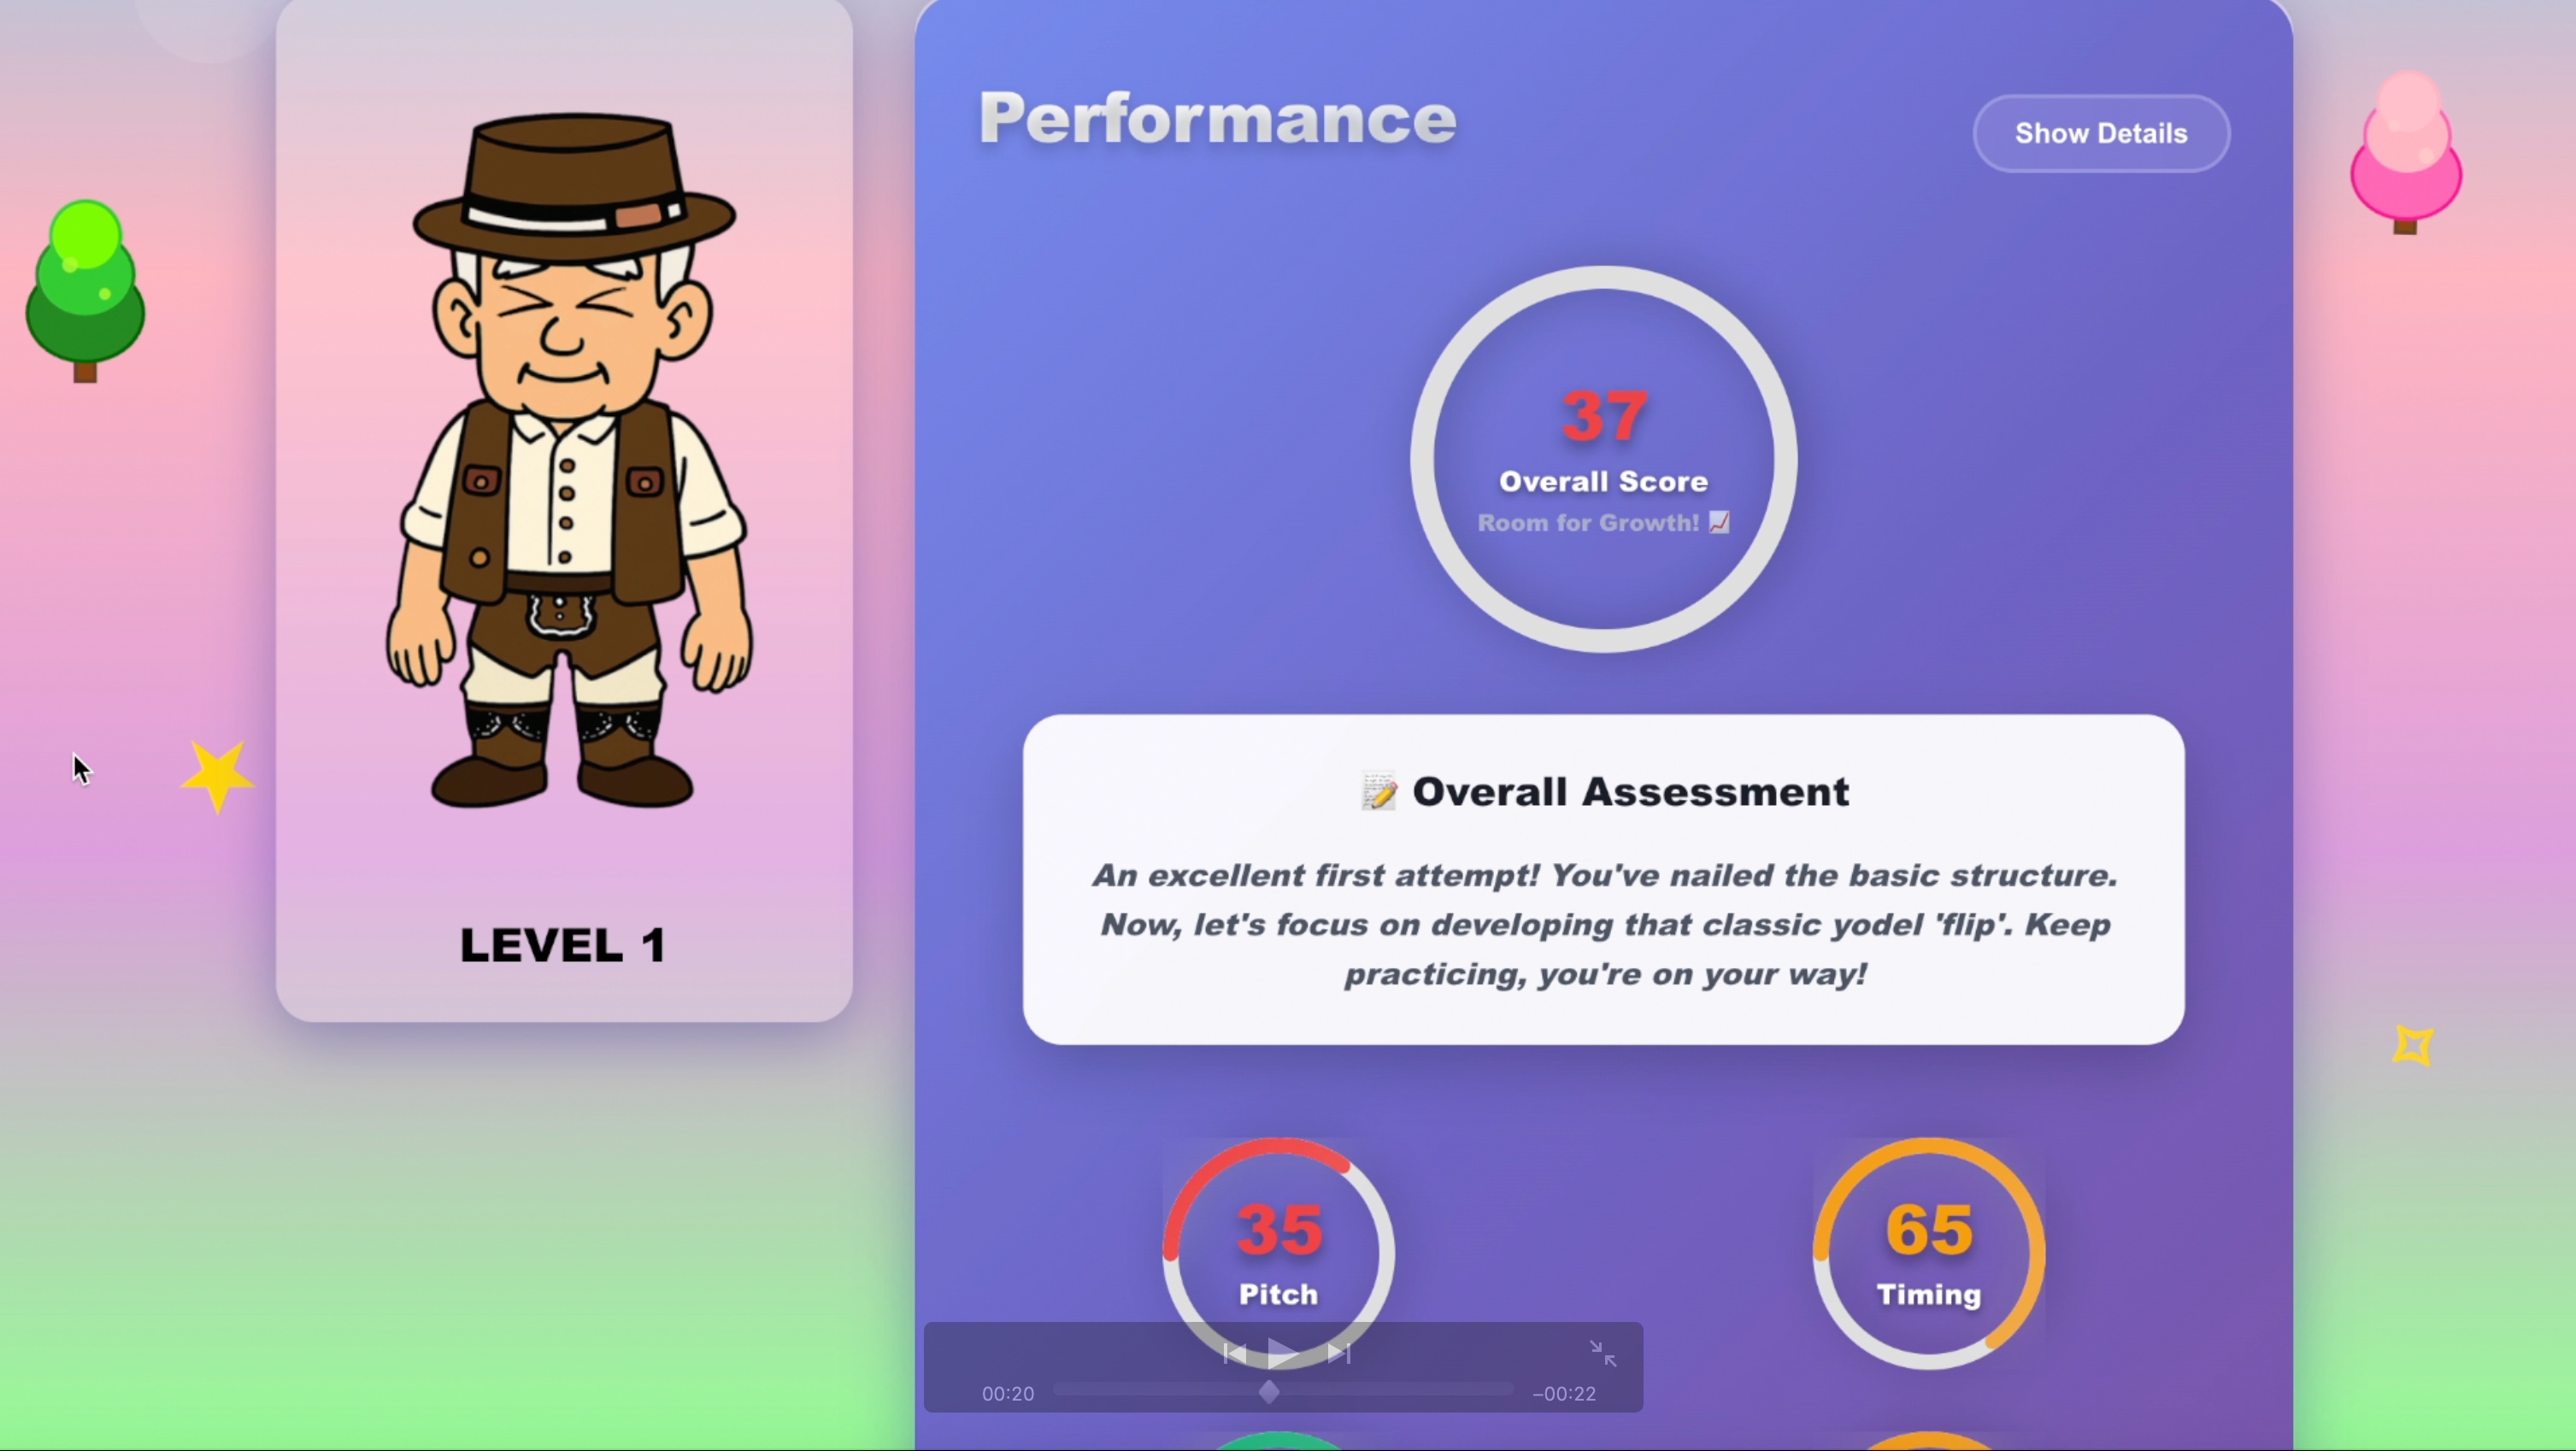 Performance
Show Details
37
Overall Score
Room for Growth! 📈
📝 Overall Assessment
An excellent first attempt! You've nailed the basic structure.
Now, let's focus on developing that classic yodel 'flip'. Keep
practicing, you're on your way!
LEVEL 1
35
Pitch
65
Timing
00:20
–00:22